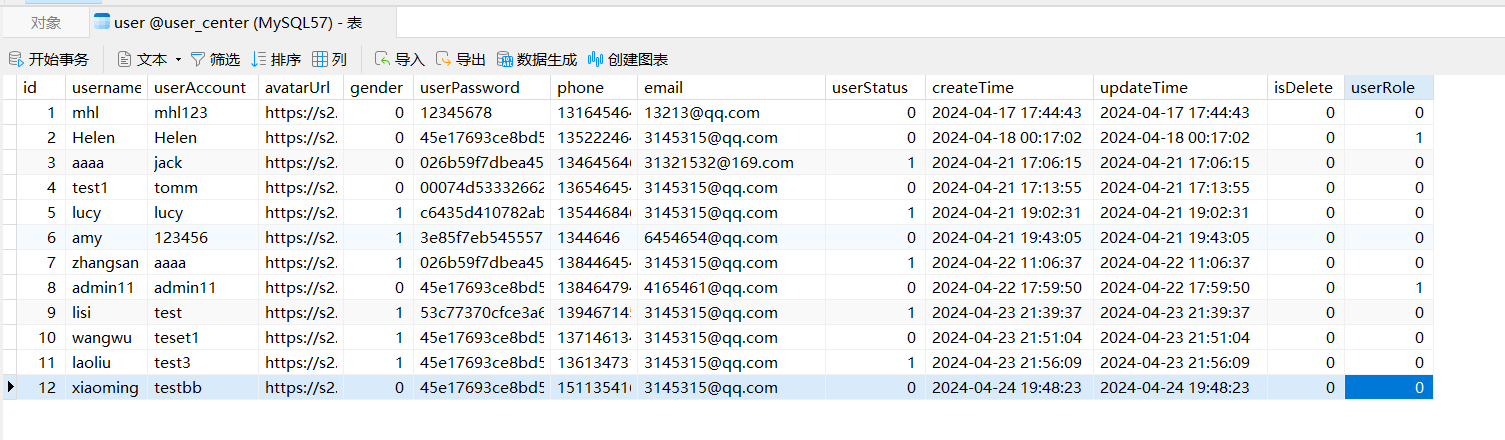 对象 user @user_center (MySQL57) - 表
开始事务 文本 筛选 排序 列 导入 导出 数据生成 创建图表
id username userAccount avatarUrl gender userPassword phone email userStatus createTime updateTime isDelete userRole
1 mhl mhl123 https://s2. 0 12345678 131645464 13213@qq.com 0 2024-04-17 17:44:43 2024-04-17 17:44:43 0 0
2 Helen Helen https://s2. 0 45e17693ce8bd5 135222464 3145315@qq.com 0 2024-04-18 00:17:02 2024-04-18 00:17:02 0 1
3 aaaa jack https://s2. 0 026b59f7dbea45 134645646 31321532@169.com 1 2024-04-21 17:06:15 2024-04-21 17:06:15 0 0
4 test1 tomm https://s2. 0 00074d53332662 136546454 3145315@qq.com 0 2024-04-21 17:13:55 2024-04-21 17:13:55 0 0
5 lucy lucy https://s2. 1 c6435d410782ab 135446846 3145315@qq.com 1 2024-04-21 19:02:31 2024-04-21 19:02:31 0 0
6 amy 123456 https://s2. 1 3e85f7eb545557 1344646 6454654@qq.com 0 2024-04-21 19:43:05 2024-04-21 19:43:05 0 0
7 zhangsan aaaa https://s2. 1 026b59f7dbea45 138446454 3145315@qq.com 1 2024-04-22 11:06:37 2024-04-22 11:06:37 0 0
8 admin11 admin11 https://s2. 0 45e17693ce8bd5 138464794 4165461@qq.com 0 2024-04-22 17:59:50 2024-04-22 17:59:50 0 1
9 lisi test https://s2. 1 53c77370cfce3a6 139467145 3145315@qq.com 1 2024-04-23 21:39:37 2024-04-23 21:39:37 0 0
10 wangwu teset1 https://s2. 1 45e17693ce8bd5 137146134 3145315@qq.com 0 2024-04-23 21:51:04 2024-04-23 21:51:04 0 0
11 laoliu test3 https://s2. 1 45e17693ce8bd5 136134731 3145315@qq.com 1 2024-04-23 21:56:09 2024-04-23 21:56:09 0 0
12 xiaoming testbb https://s2. 0 45e17693ce8bd5 151135416 3145315@qq.com 0 2024-04-24 19:48:23 2024-04-24 19:48:23 0 0